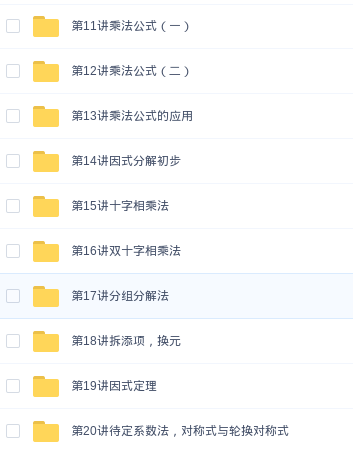 第11讲乘法公式（一）
第12讲乘法公式（二）
第13讲乘法公式的应用
第14讲因式分解初步
第15讲十字相乘法
第16讲双十字相乘法
第17讲分组分解法
第18讲拆添项，换元
第19讲因式定理
第20讲待定系数法，对称式与轮换对称式